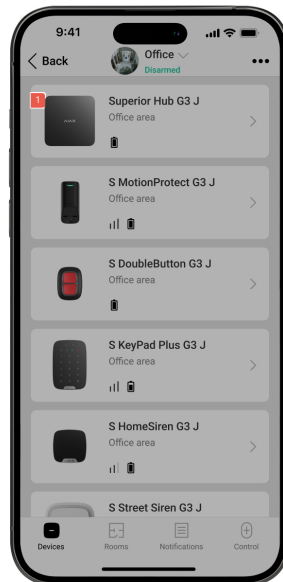 9:41
Back
Office
Disarmed
1
AJAX
Superior Hub G3 J
Office area
S MotionProtect G3 J
Office area
S DoubleButton G3 J
Office area
S KeyPad Plus G3 J
Office area
S HomeSiren G3 J
Office area
S Street Siren G3 J
Devices
Rooms
Notifications
Control